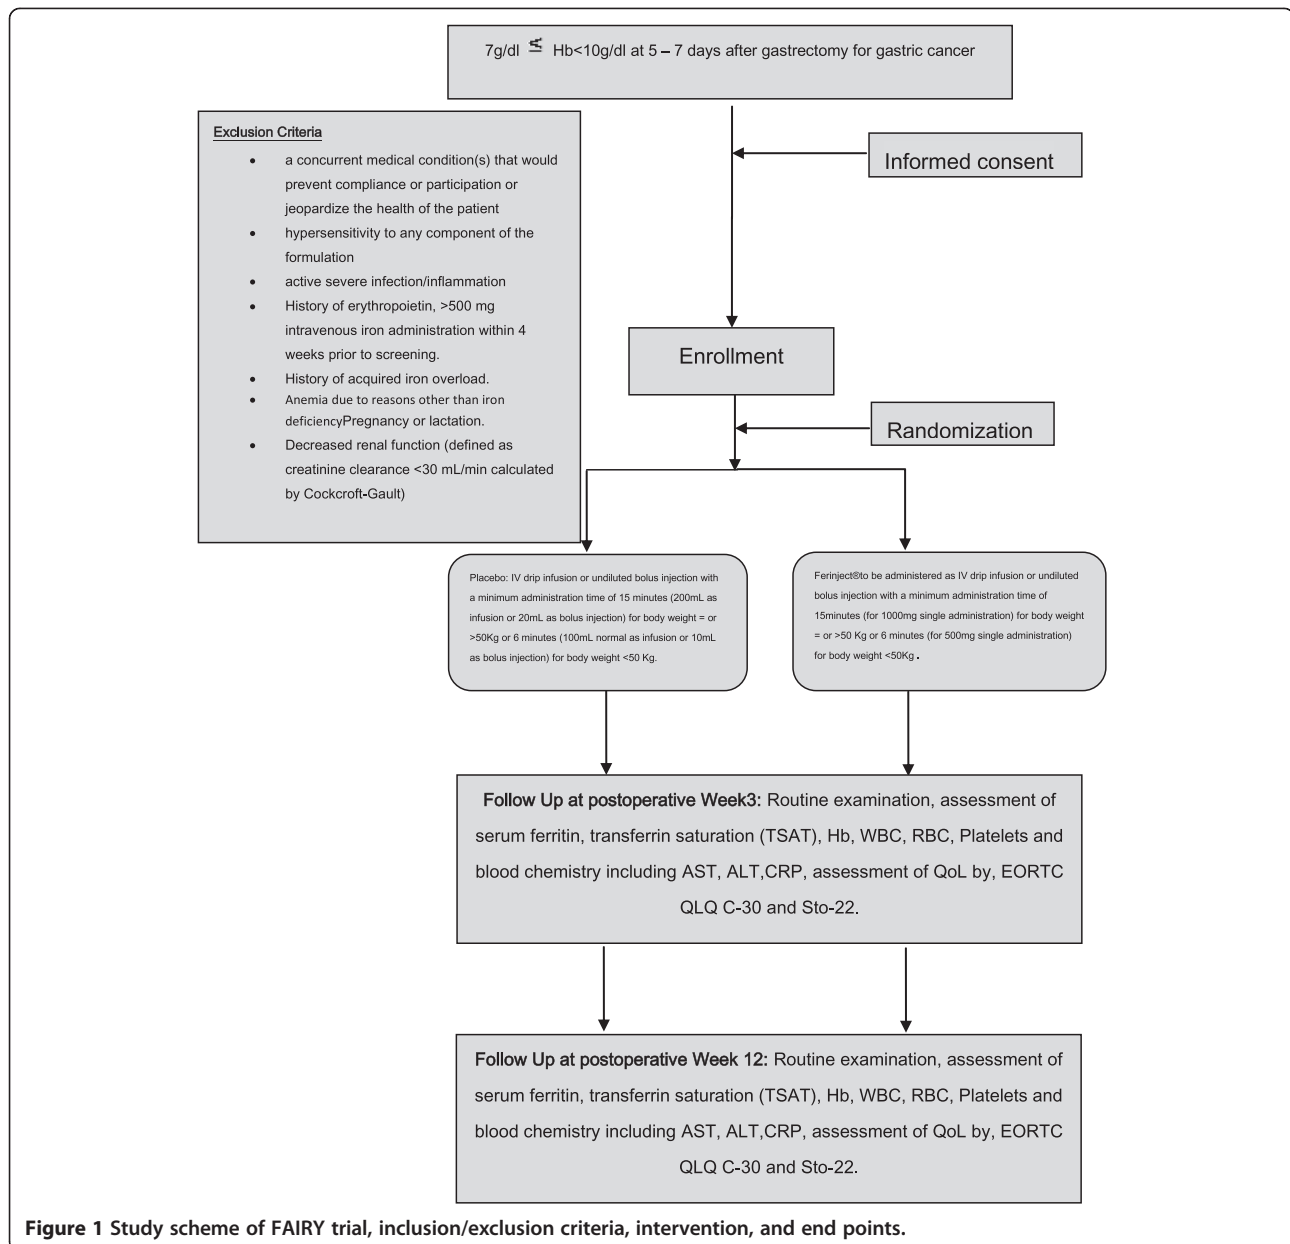 7g/dl ≦ Hb<10g/dl at 5 – 7 days after gastrectomy for gastric cancer
Exclusion Criteria
• a concurrent medical condition(s) that would
prevent compliance or participation or
jeopardize the health of the patient
• hypersensitivity to any component of the
formulation
• active severe infection/inflammation
• History of erythropoietin, >500 mg
intravenous iron administration within 4
weeks prior to screening.
• History of acquired iron overload.
• Anemia due to reasons other than iron
deficiencyPregnancy or lactation.
• Decreased renal function (defined as
creatinine clearance <30 mL/min calculated
by Cockcroft-Gault)
Informed consent
Enrollment
Randomization
Placebo: IV drip infusion or undiluted bolus injection with
a minimum administration time of 15 minutes (200mL as
infusion or 20mL as bolus injection) for body weight = or
>50Kg or 6 minutes (100mL normal as infusion or 10mL
as bolus injection) for body weight <50 Kg.
Ferinject®to be administered as IV drip infusion or undiluted
bolus injection with a minimum administration time of
15minutes (for 1000mg single administration) for body weight
= or >50 Kg or 6 minutes (for 500mg single administration)
for body weight <50Kg.
Follow Up at postoperative Week3: Routine examination, assessment of
serum ferritin, transferrin saturation (TSAT), Hb, WBC, RBC, Platelets and
blood chemistry including AST, ALT,CRP, assessment of QoL by, EORTC
QLQ C-30 and Sto-22.
Follow Up at postoperative Week 12: Routine examination, assessment of
serum ferritin, transferrin saturation (TSAT), Hb, WBC, RBC, Platelets and
blood chemistry including AST, ALT,CRP, assessment of QoL by, EORTC
QLQ C-30 and Sto-22.
Figure 1 Study scheme of FAIRY trial, inclusion/exclusion criteria, intervention, and end points.